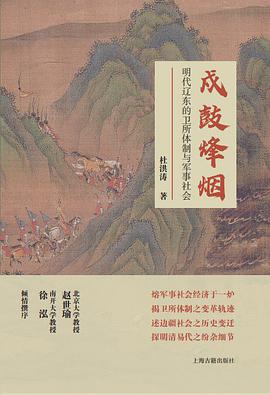 戍鼓烽烟
明代辽东的卫所体制与军事社会
杜洪涛 著
北京大学教授
赵世瑜
南开大学教授
徐泓
倾情撰序
熔军事社会经济于一炉
揭卫所体制之变革轨迹
述边疆社会之历史变迁
探明清易代之纷杂细节
上海古籍出版社